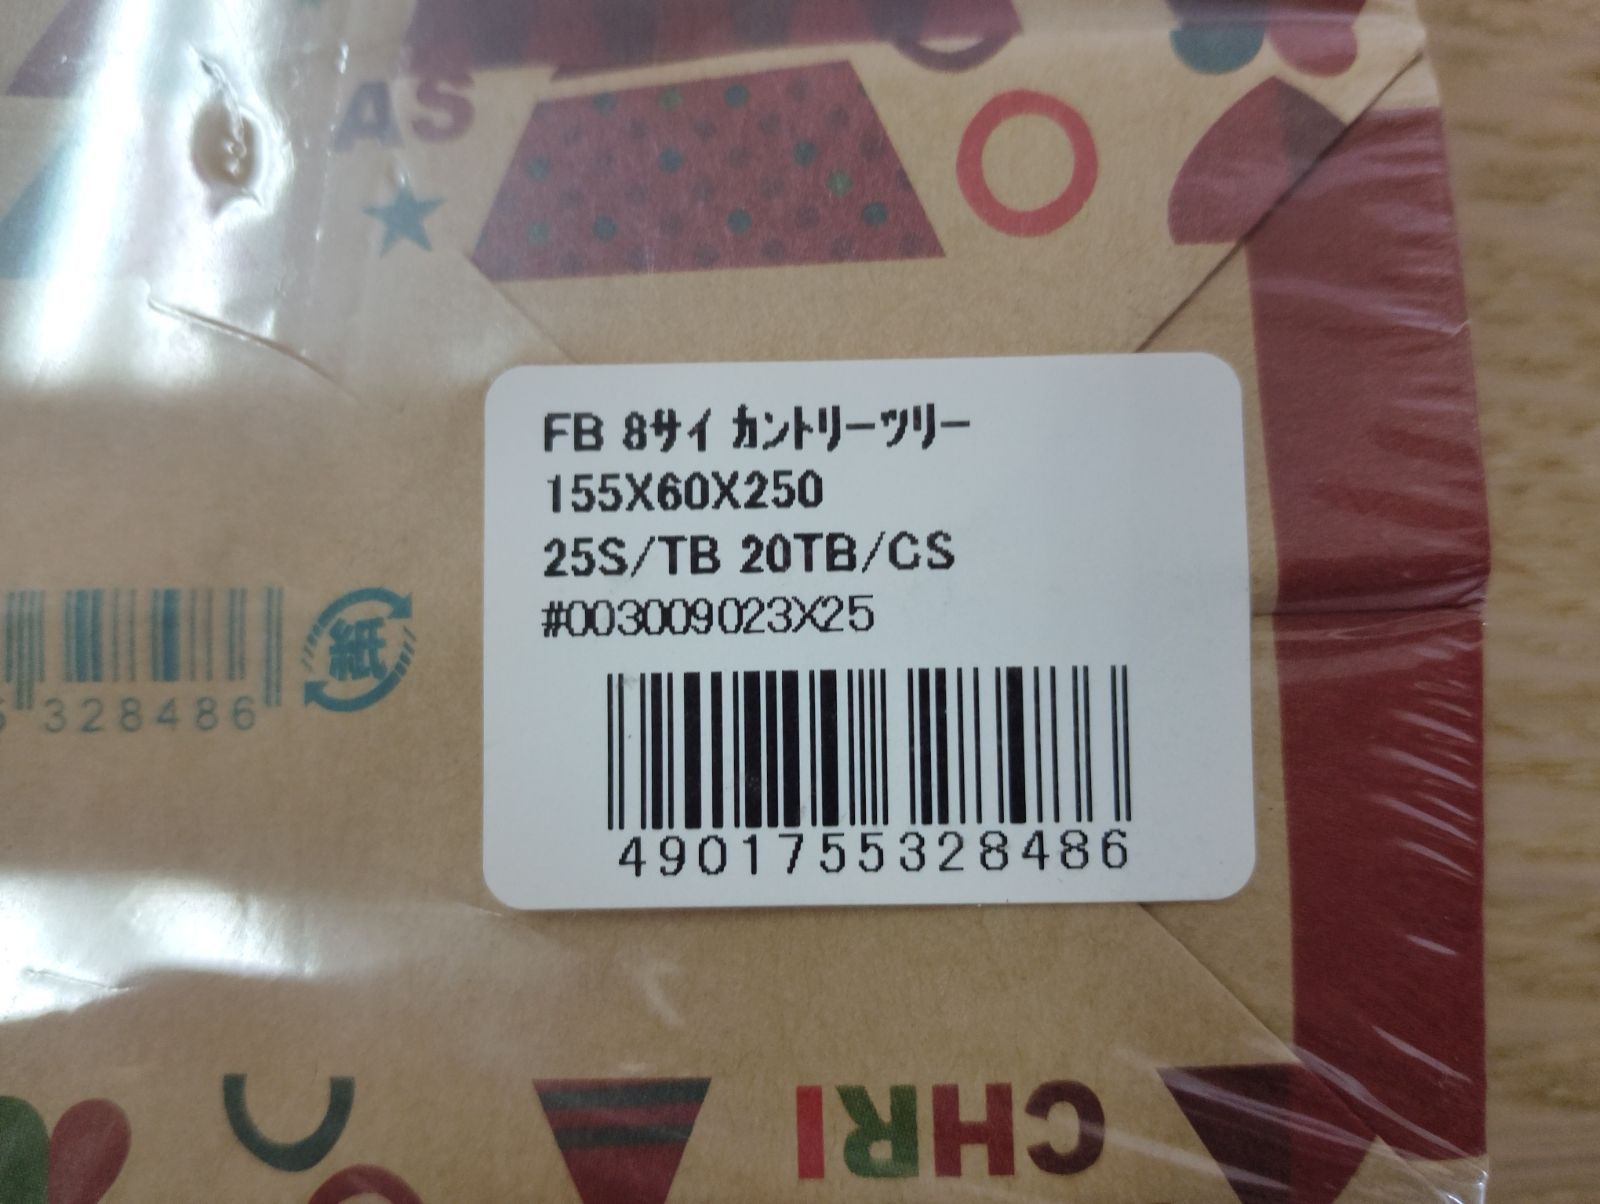 AS
FB 8サイ カントリーツリー
155X60X250
25S/TB 20TB/CS
#003009023X25
4901755328486
紙
5 328486
CHRI